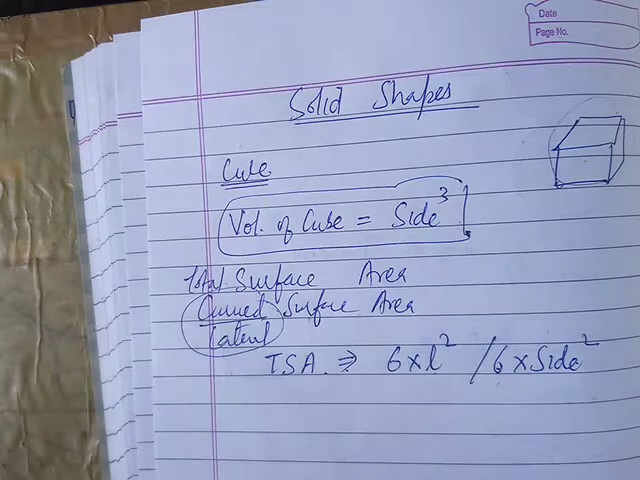 Date
Page No.
Solid Shapes
Cube
Vol. of Cube = Side³
Total Surface Area
Curved Surface Area
lateral
T.S.A. ⇒ 6×l² / 6×Side²